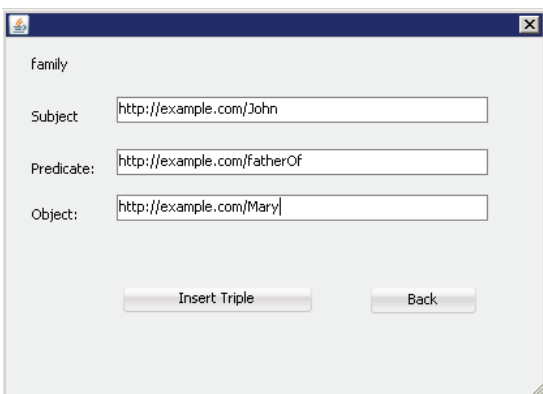 family
Subject http://example.com/John
Predicate: http://example.com/fatherOf
Object: http://example.com/Mary
Insert Triple Back